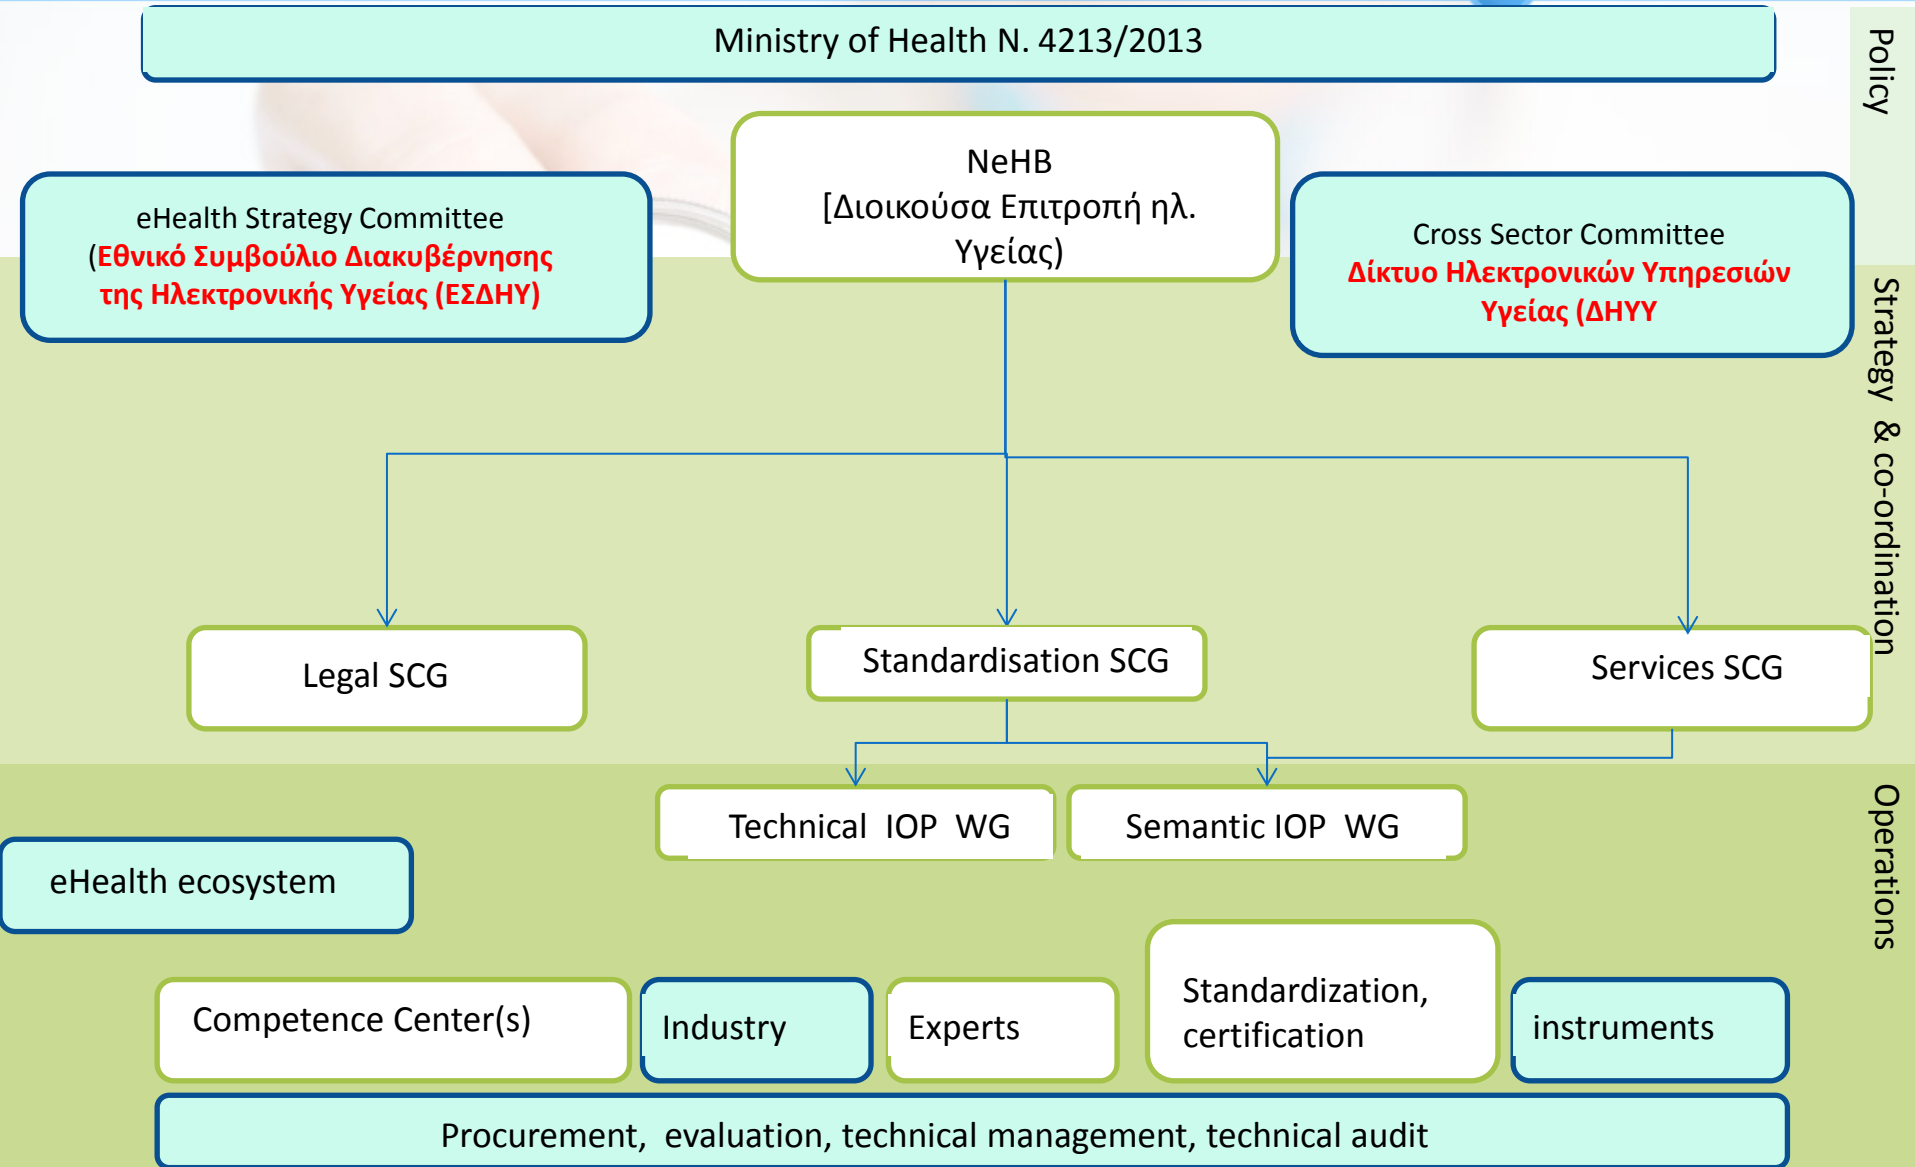 Ministry of Health N. 4213/2013
Policy
NeHB
[Διοικούσα Επιτροπή ηλ.
Υγείας)
eHealth Strategy Committee
(Εθνικό Συμβούλιο Διακυβέρνησης
της Ηλεκτρονικής Υγείας (ΕΣΔΗΥ)
Cross Sector Committee
Δίκτυο Ηλεκτρονικών Υπηρεσιών
Υγείας (ΔΗΥΥ
Strategy & co-ordination
Legal SCG
Standardisation SCG
Services SCG
Technical IOP WG
Semantic IOP WG
Operations
eHealth ecosystem
Competence Center(s)
Industry
Experts
Standardization,
certification
instruments
Procurement, evaluation, technical management, technical audit